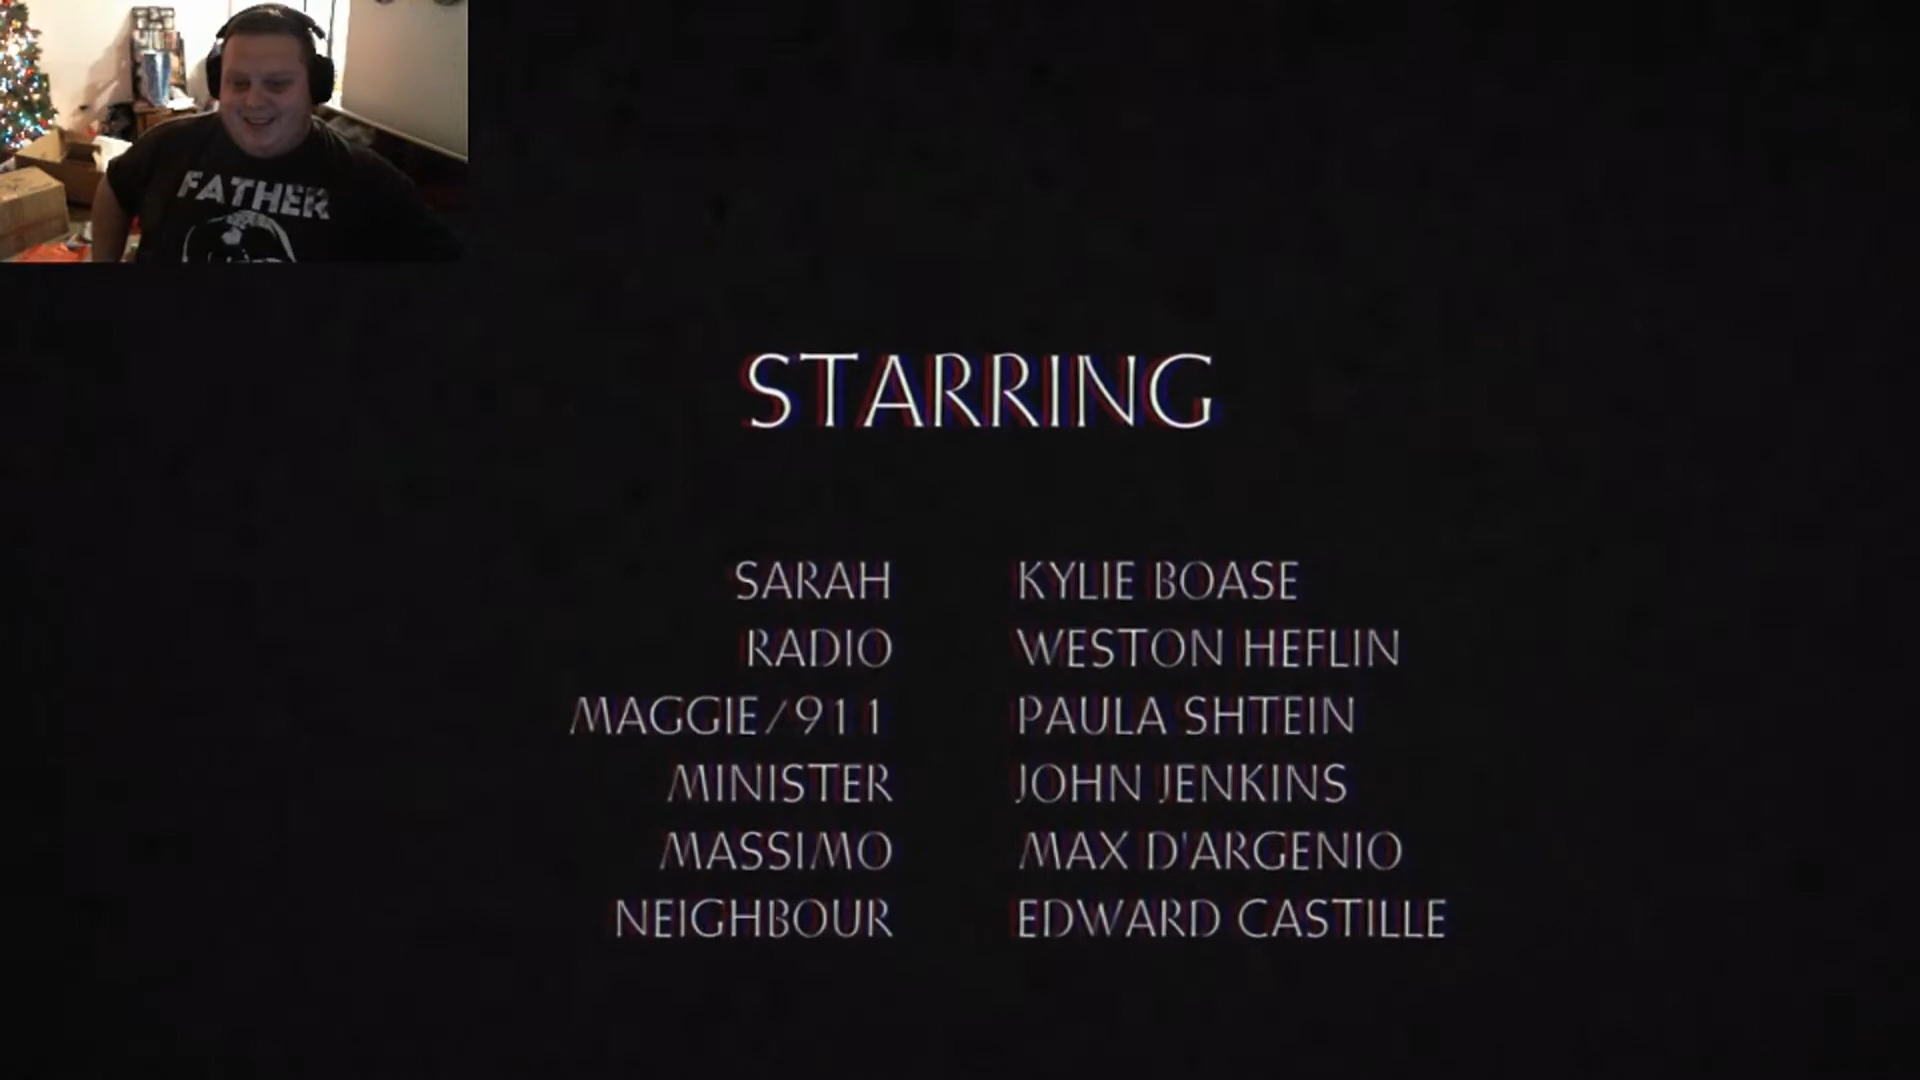 FATHER
STARRING
SARAH KYLIE BOASE
RADIO WESTON HEFLIN
MAGGIE/911 PAULA SHTEIN
MINISTER JOHN JENKINS
MASSIMO MAX D'ARGENIO
NEIGHBOUR EDWARD CASTILLE